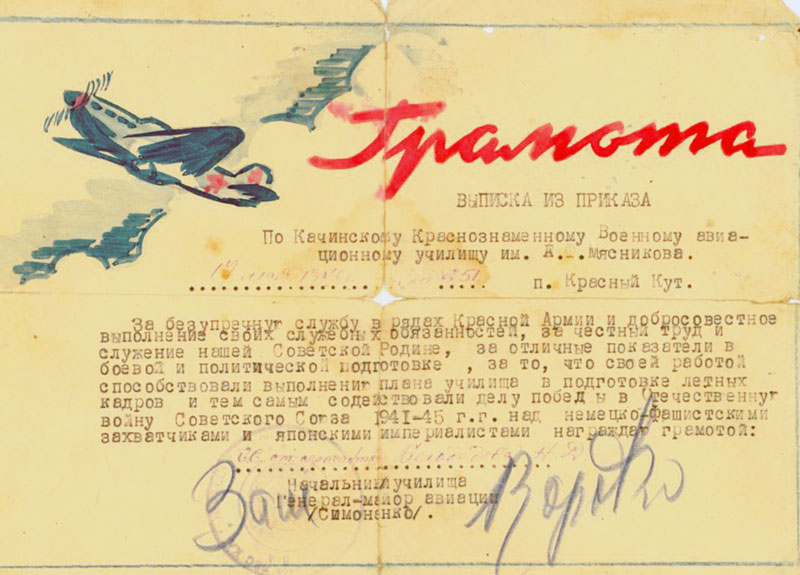 Грамота
ВЫПИСКА ИЗ ПРИКАЗА
По Качинскому Краснознаменному Военному авиа-
ционному училищу им. А. .Мясникова.
п. Красный Кут.
За безупречную службу в рядах Красной Армии и добросовестное
выполнение своих служебных обязанностей, за честный труд и
служение нашей Советской Родине, за отличные показатели в
боевой и политической подготовке , за то, что своей работой
способствовали выполнению плана училища в подготовке летных
кадров и тем самым содействовали делу победы в Отечественную
войну Советского Союза 1941-45 г.г. над немецко-фашистскими
захватчиками и японскими империалистами награждаю грамотой:
Начальник училища
Генерал-майор авиации
/Симоненко/.